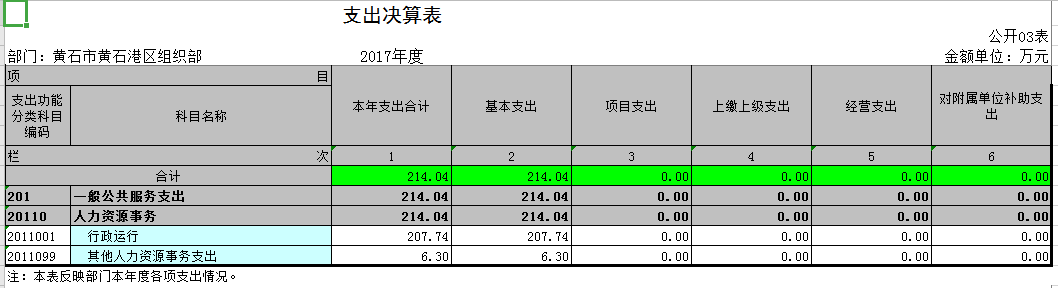 支出决算表
公开03表
部门：黄石市黄石港区组织部 2017年度 金额单位：万元
项 目 本年支出合计 基本支出 项目支出 上缴上级支出 经营支出 对附属单位补助支出
支出功能分类科目编码 科目名称
栏 次 1 2 3 4 5 6
合计 214.04 214.04 0.00 0.00 0.00 0.00
201 一般公共服务支出 214.04 214.04 0.00 0.00 0.00 0.00
20110 人力资源事务 214.04 214.04 0.00 0.00 0.00 0.00
2011001 行政运行 207.74 207.74 0.00 0.00 0.00 0.00
2011099 其他人力资源事务支出 6.30 6.30 0.00 0.00 0.00 0.00
注：本表反映部门本年度各项支出情况。